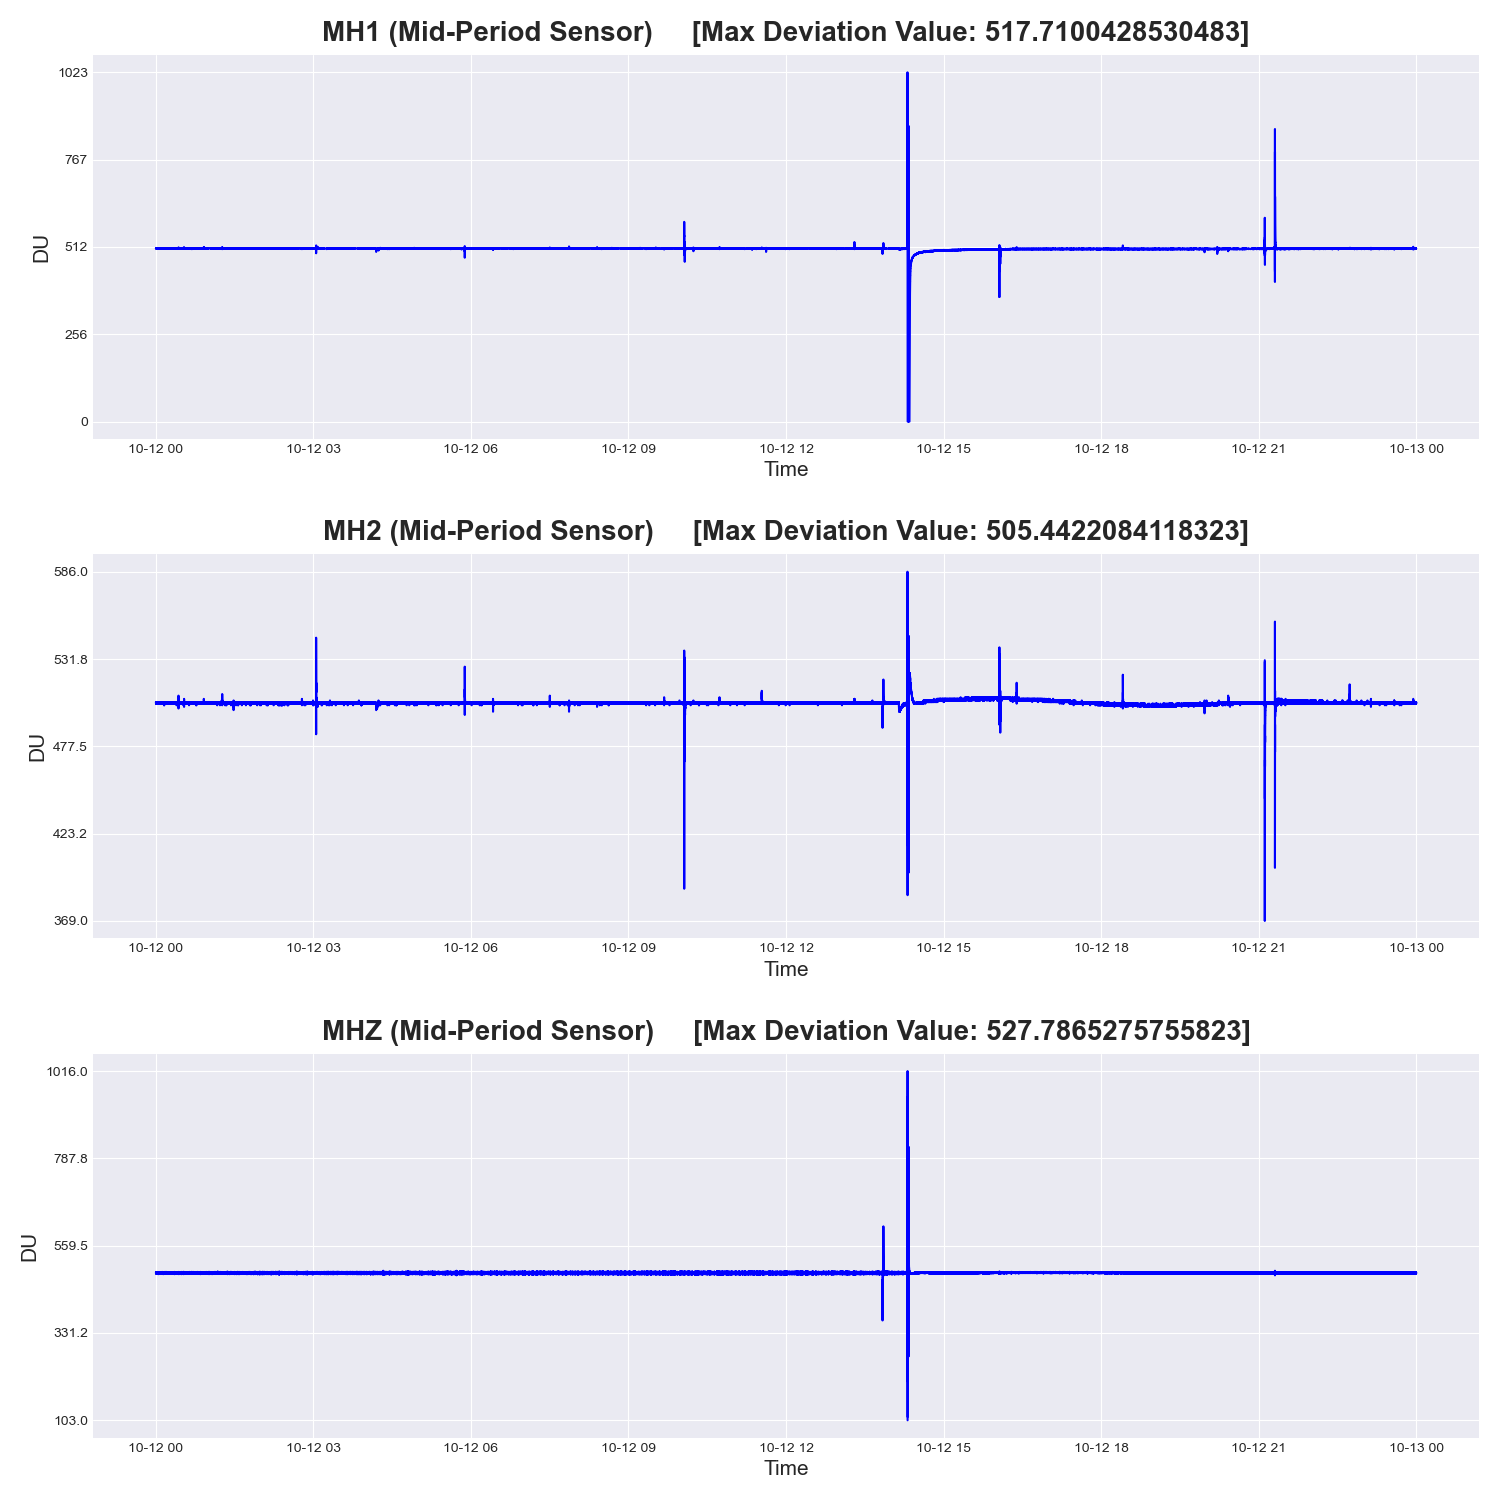 MH1 (Mid-Period Sensor) [Max Deviation Value: 517.7100428530483]
1023
767
512
256
0
DU
10-12 00 10-12 03 10-12 06 10-12 09 10-12 12 10-12 15 10-12 18 10-12 21 10-13 00
Time
MH2 (Mid-Period Sensor) [Max Deviation Value: 505.4422084118323]
586.0
531.8
477.5
423.2
369.0
DU
10-12 00 10-12 03 10-12 06 10-12 09 10-12 12 10-12 15 10-12 18 10-12 21 10-13 00
Time
MHZ (Mid-Period Sensor) [Max Deviation Value: 527.7865275755823]
1016.0
787.8
559.5
331.2
103.0
DU
10-12 00 10-12 03 10-12 06 10-12 09 10-12 12 10-12 15 10-12 18 10-12 21 10-13 00
Time